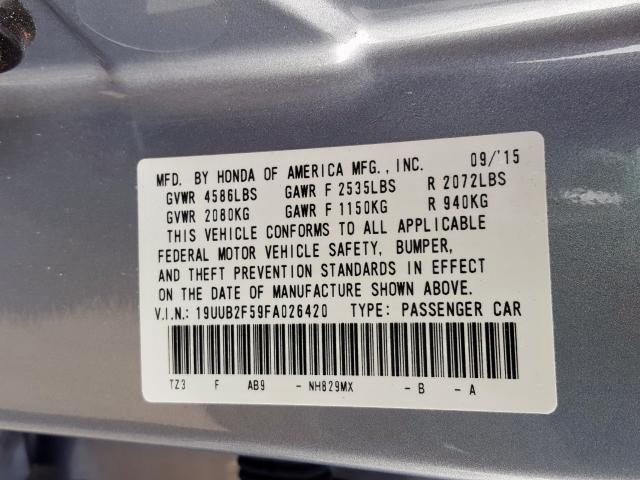 MFD. BY HONDA OF AMERICA MFG., INC. 09/'15
GVWR 4586LBS GAWR F 2535LBS R 2072LBS
GVWR 2080KG GAWR F 1150KG R 940KG
THIS VEHICLE CONFORMS TO ALL APPLICABLE
FEDERAL MOTOR VEHICLE SAFETY, BUMPER,
AND THEFT PREVENTION STANDARDS IN EFFECT
ON THE DATE OF MANUFACTURE SHOWN ABOVE.
V.I.N.: 19UUB2F59FA026420 TYPE: PASSENGER CAR
TZ3 F AB9 - NH829MX - B - A